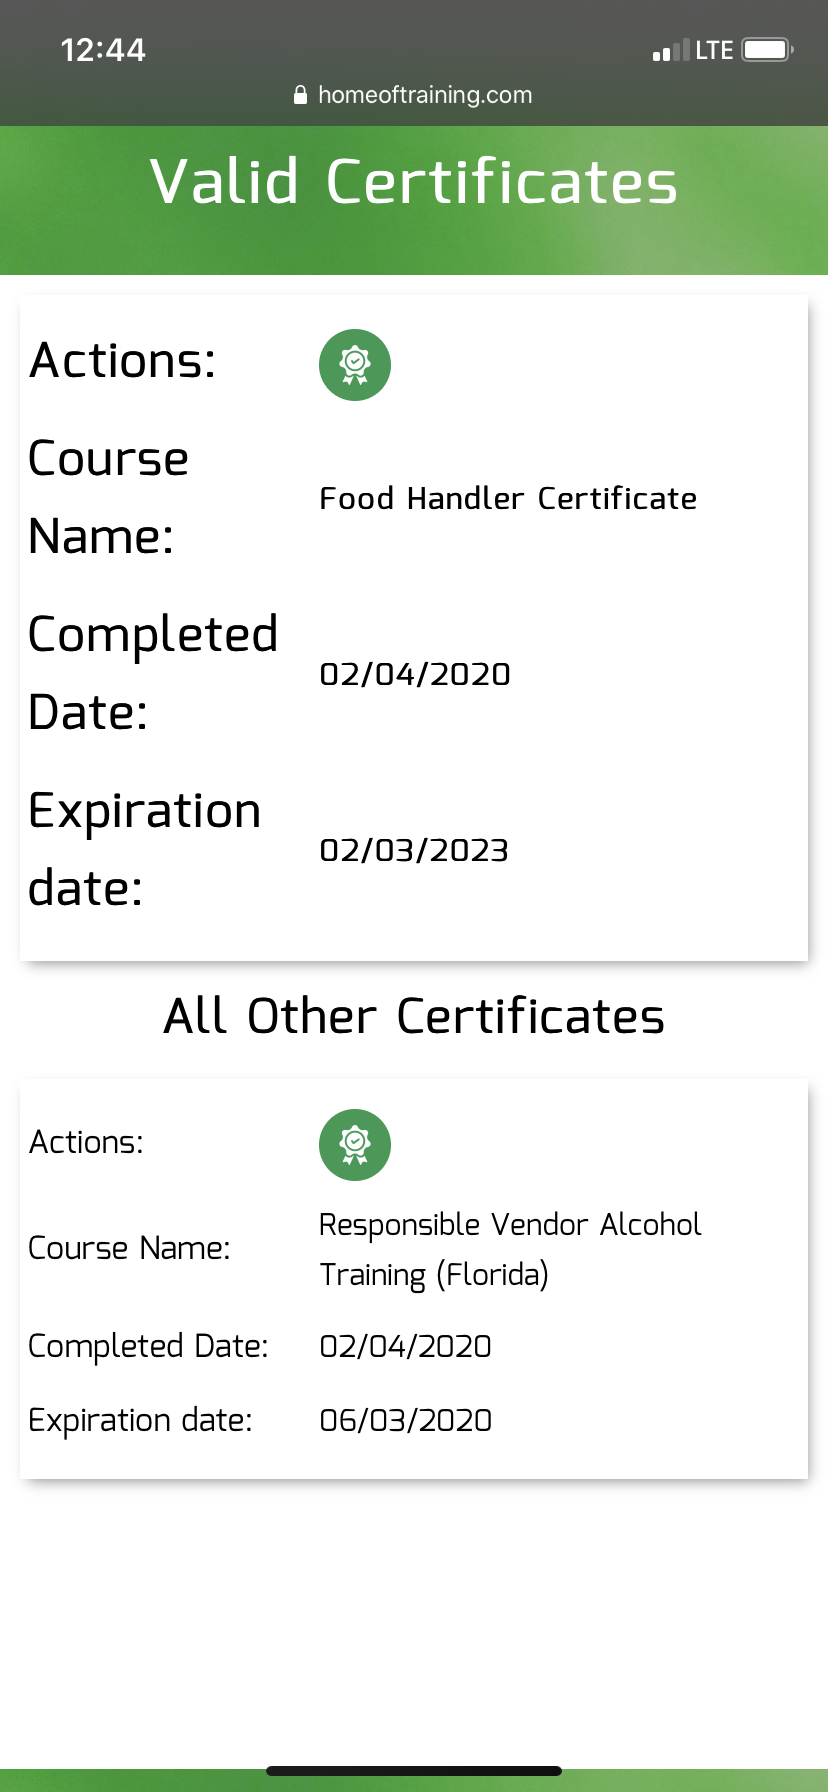 12:44
LTE
homeoftraining.com
Valid Certificates
Actions:
Course
Name:
Food Handler Certificate
Completed
Date:
02/04/2020
Expiration
date:
02/03/2023
All Other Certificates
Actions:
Course Name:
Responsible Vendor Alcohol
Training (Florida)
Completed Date:
02/04/2020
Expiration date:
06/03/2020